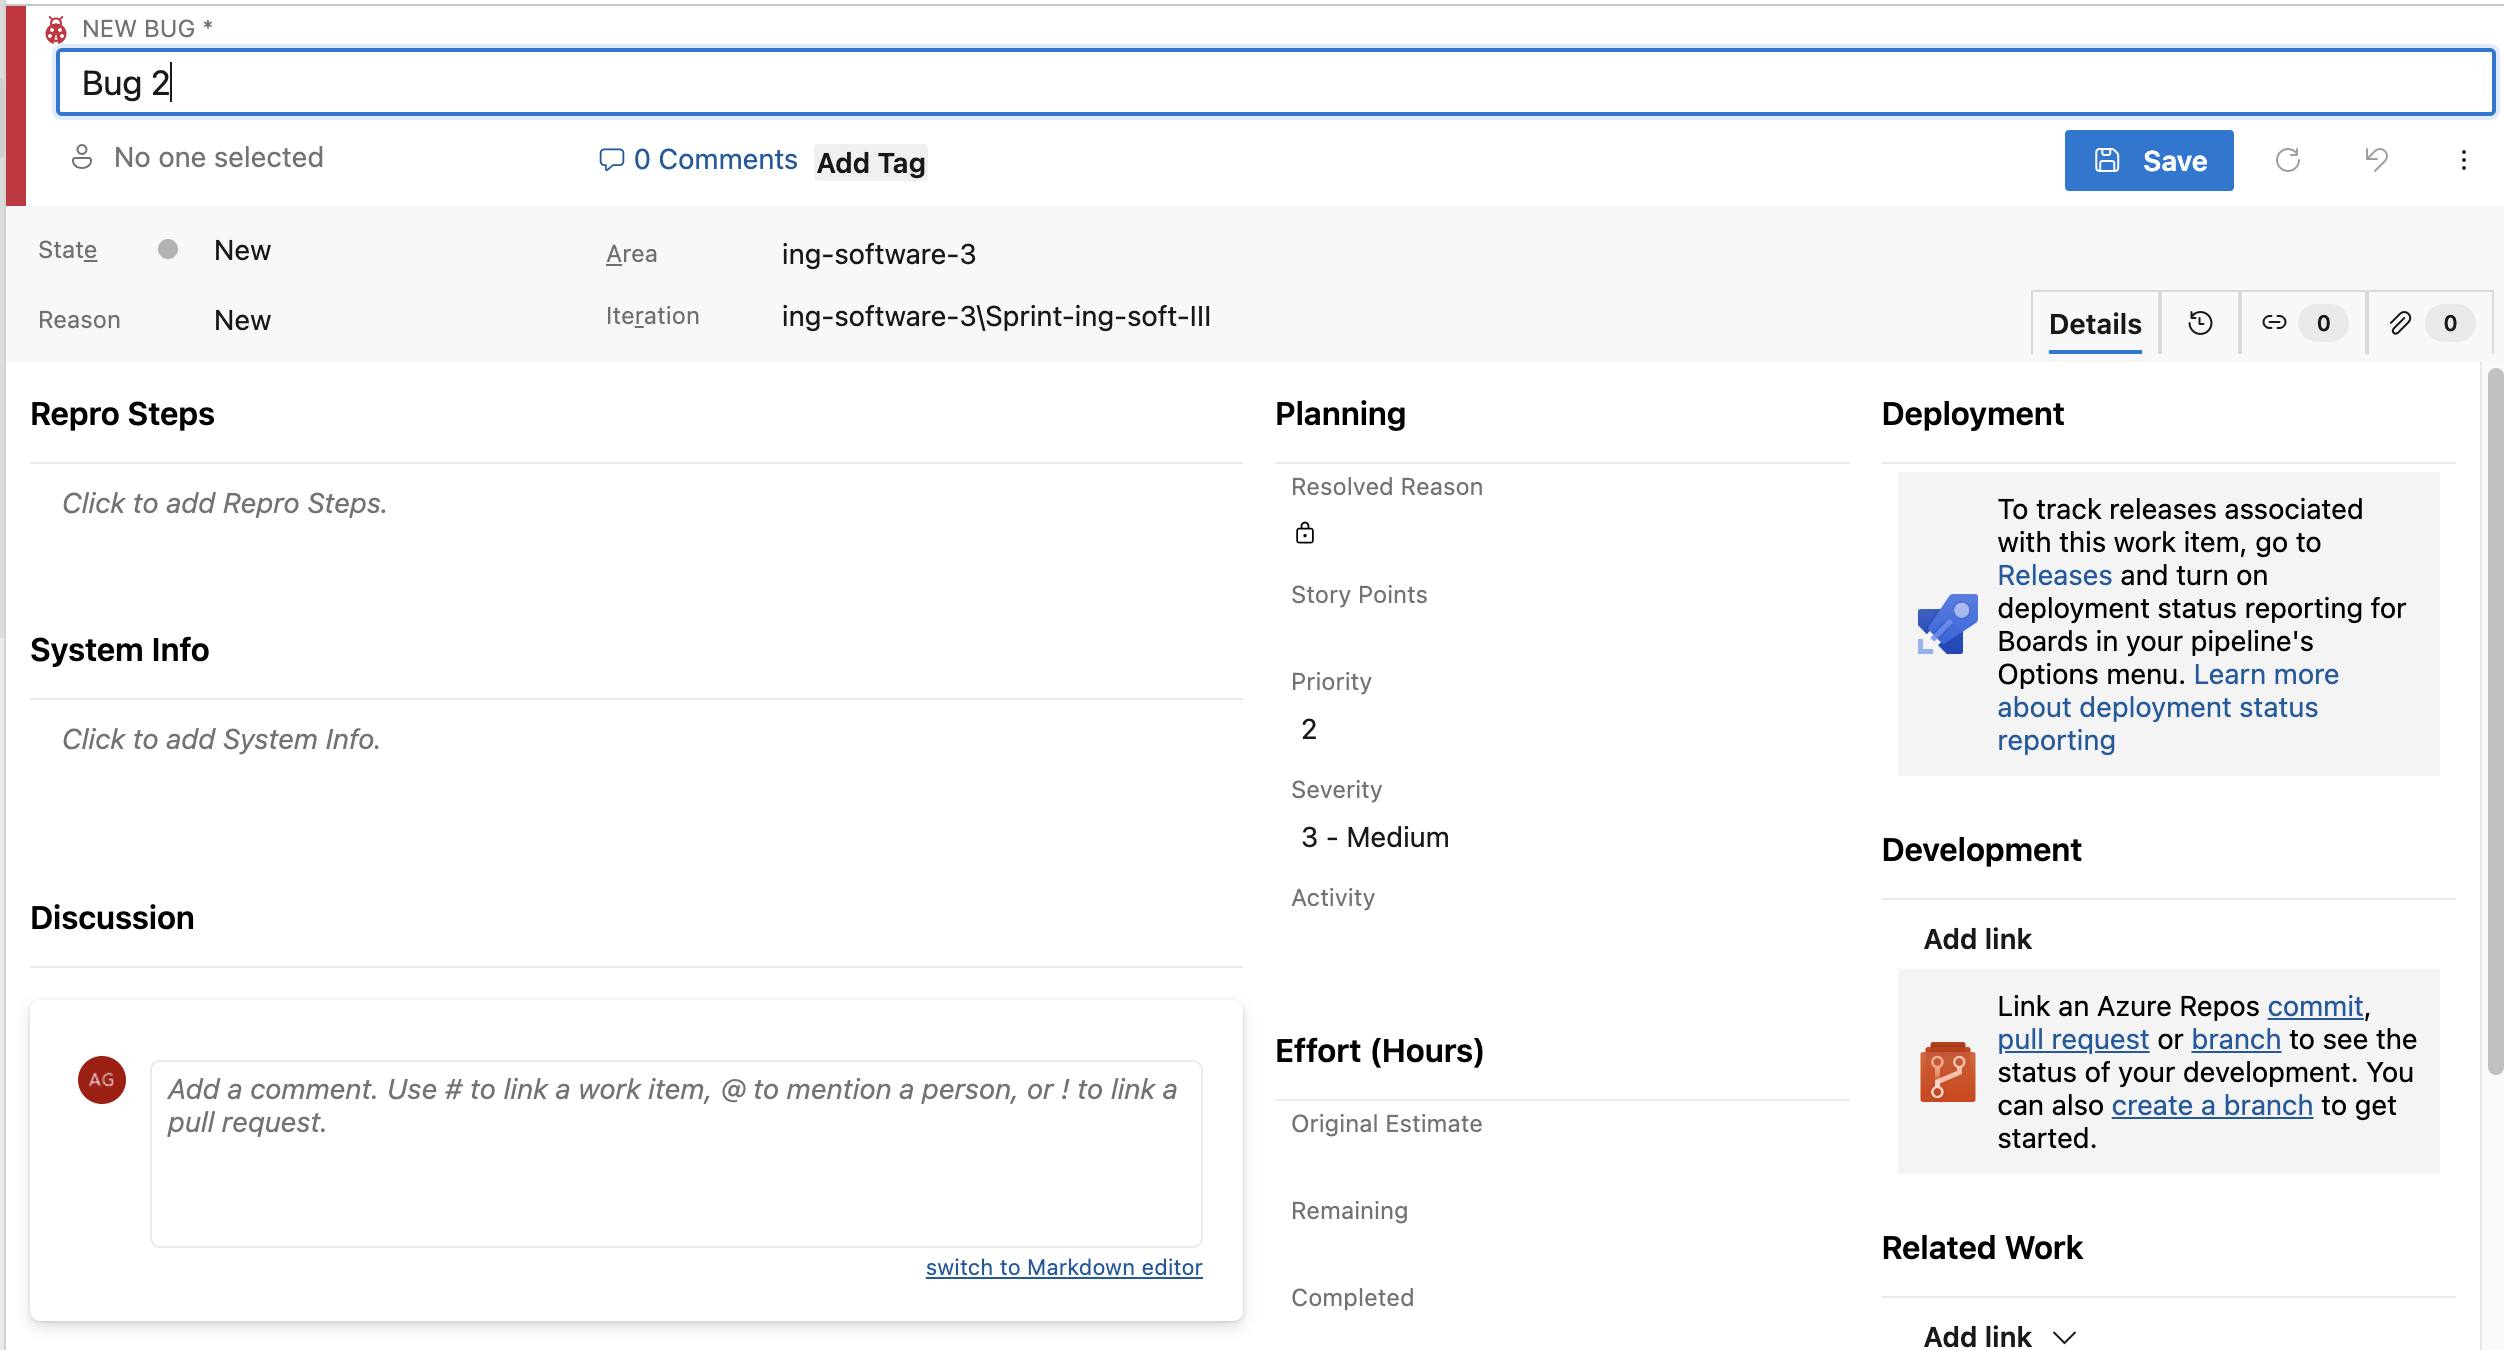 NEW BUG *
Bug 2
No one selected
0 Comments
Add Tag
Save
State
New
Area
ing-software-3
Reason
New
Iteration
ing-software-3\Sprint-ing-soft-III
Details
0
0
Repro Steps
Click to add Repro Steps.
System Info
Click to add System Info.
Discussion
AG
Add a comment. Use # to link a work item, @ to mention a person, or ! to link a
pull request.
switch to Markdown editor
Planning
Resolved Reason
Story Points
Priority
2
Severity
3 - Medium
Activity
Effort (Hours)
Original Estimate
Remaining
Completed
Deployment
To track releases associated
with this work item, go to
Releases and turn on
deployment status reporting for
Boards in your pipeline's
Options menu. Learn more
about deployment status
reporting
Development
Add link
Link an Azure Repos commit,
pull request or branch to see the
status of your development. You
can also create a branch to get
started.
Related Work
Add link